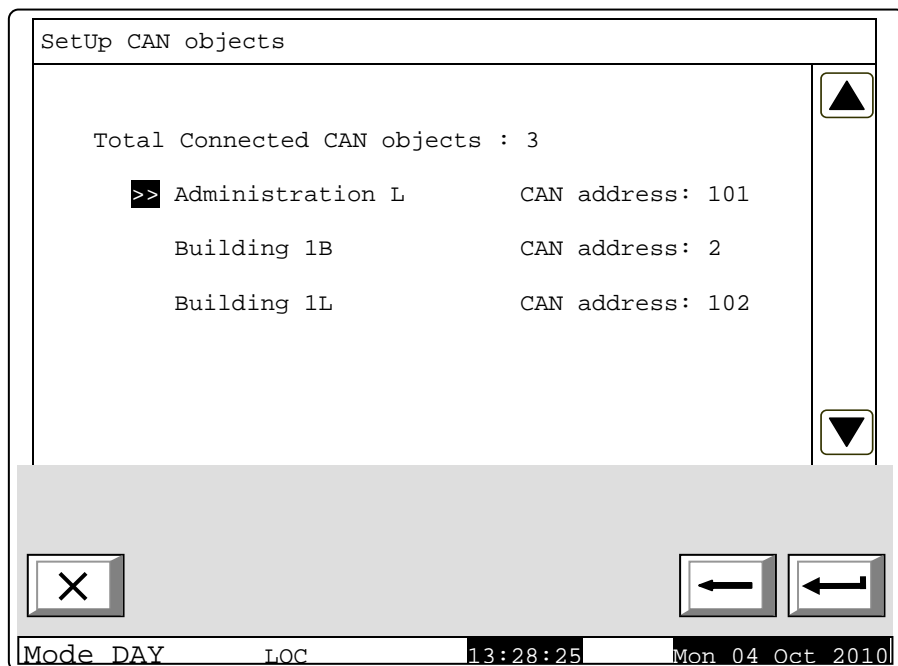 SetUp CAN objects
Total Connected CAN objects : 3
>> Administration L CAN address: 101
Building 1B CAN address: 2
Building 1L CAN address: 102
Mode DAY LOC 13:28:25 Mon 04 Oct 2010